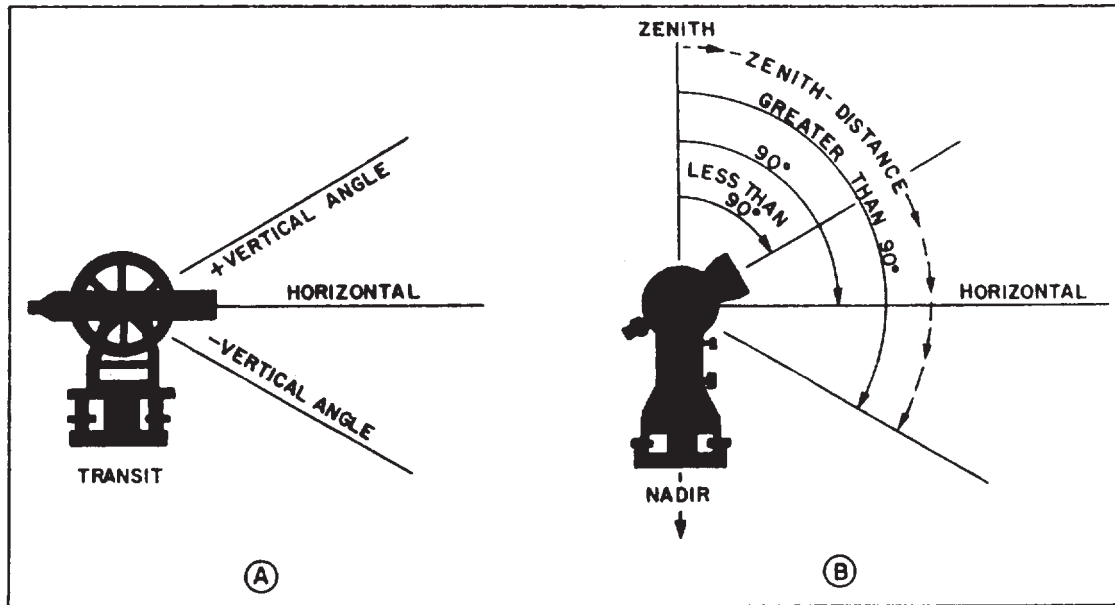 +VERTICAL ANGLE
HORIZONTAL
-VERTICAL ANGLE
TRANSIT
A
ZENITH
ZENITH-DISTANCE
GREATER THAN 90°
90°
LESS THAN
90°
HORIZONTAL
NADIR
B